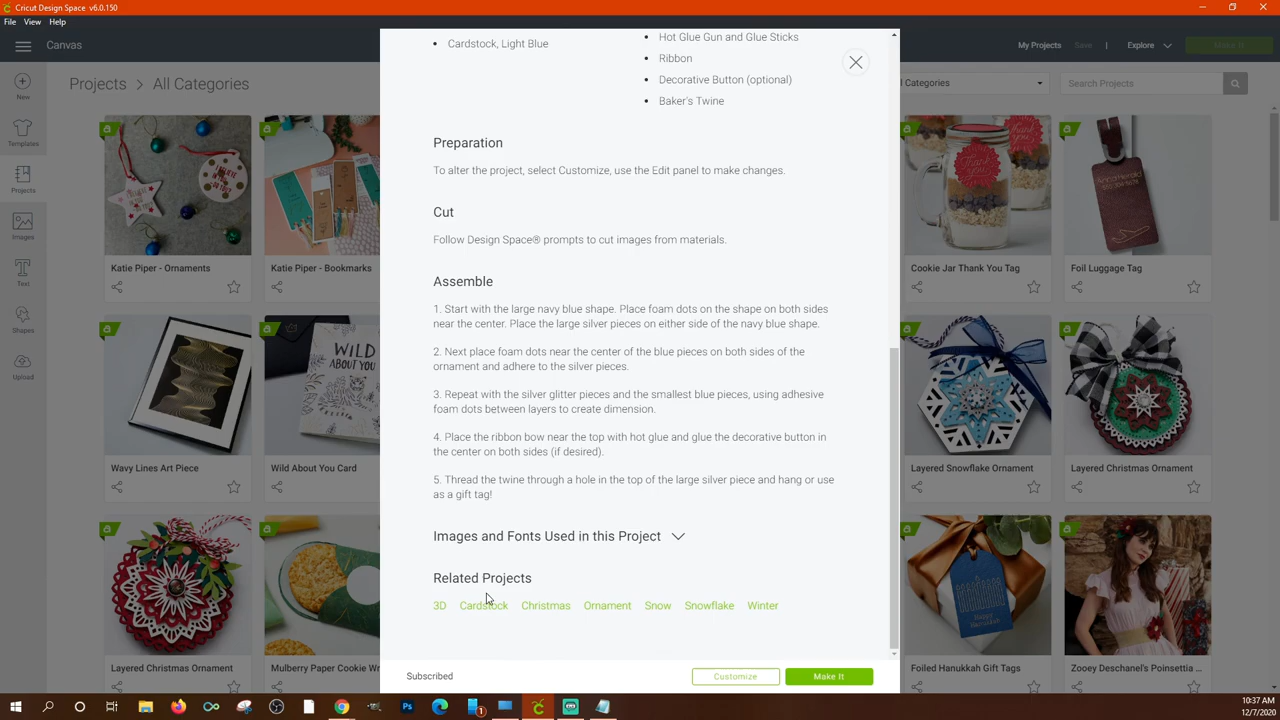 Cricut Design Space v6.0.150
File View Help
Canvas
My Projects Save | Explore Make It
New
Templates
Projects
Images
Text
Shapes
Upload
Projects > All Categories
All Categories
Search Projects
Katie Piper - Ornaments
Katie Piper - Bookmarks
Cookie Jar Thank You Tag
Foil Luggage Tag
Wavy Lines Art Piece
Wild About You Card
Layered Snowflake Ornament
Layered Christmas Ornament
Layered Christmas Ornament
Mulberry Paper Cookie Wr
Foiled Hanukkah Gift Tags
Zooey Deschanel's Poinsettia ...
WILD
ABOUT
YOU
Cardstock, Light Blue
Hot Glue Gun and Glue Sticks
Ribbon
Decorative Button (optional)
Baker's Twine
Preparation
To alter the project, select Customize, use the Edit panel to make changes.
Cut
Follow Design Space® prompts to cut images from materials.
Assemble
1. Start with the large navy blue shape. Place foam dots on the shape on both sides
near the center. Place the large silver pieces on either side of the navy blue shape.
2. Next place foam dots near the center of the blue pieces on both sides of the
ornament and adhere to the silver pieces.
3. Repeat with the silver glitter pieces and the smallest blue pieces, using adhesive
foam dots between layers to create dimension.
4. Place the ribbon bow near the top with hot glue and glue the decorative button in
the center on both sides (if desired).
5. Thread the twine through a hole in the top of the large silver piece and hang or use
as a gift tag!
Images and Fonts Used in this Project
Related Projects
3D Cardstock Christmas Ornament Snow Snowflake Winter
Subscribed
Customize
Make It
10:37 AM
12/7/2020